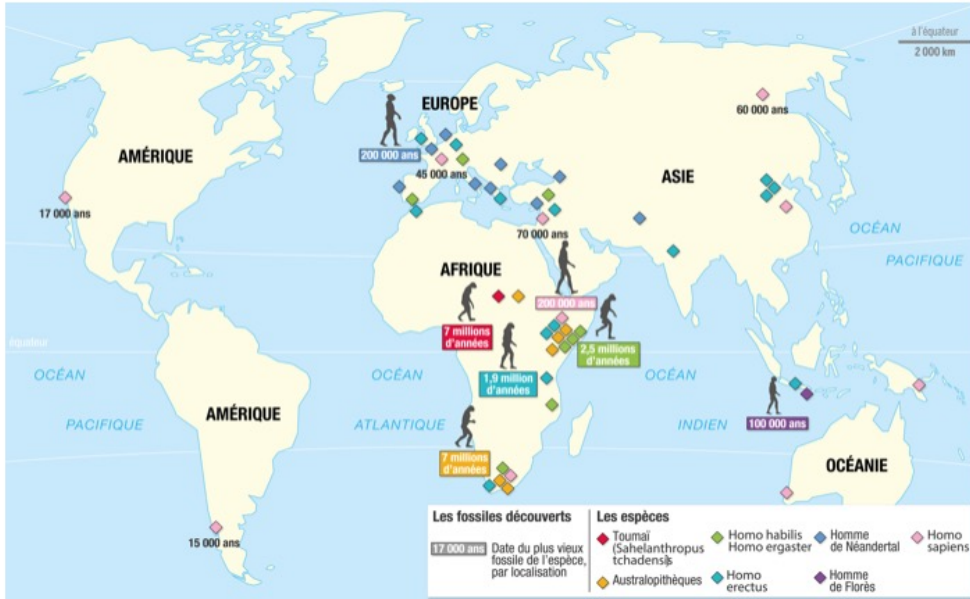 à l'équateur
2 000 km
EUROPE
60 000 ans
AMÉRIQUE
200 000 ans
45 000 ans
ASIE
17 000 ans
70 000 ans
OCÉAN
PACIFIQUE
AFRIQUE
200 000 ans
7 millions
d'années
2,5 millions
d'années
équateur
OCÉAN
PACIFIQUE
AMÉRIQUE
OCÉAN
ATLANTIQUE
1,9 million
d'années
OCÉAN
INDIEN
100 000 ans
7 millions
d'années
OCÉANIE
15 000 ans
Les fossiles découverts
17 000 ans
Date du plus vieux
fossile de l'espèce,
par localisation
Les espèces
Toumaï
(Sahelanthropus
tchadensis)
Australopithèques
Homo habilis
Homo ergaster
Homo
erectus
Homme
de Néandertal
Homme
de Florès
Homo
sapiens